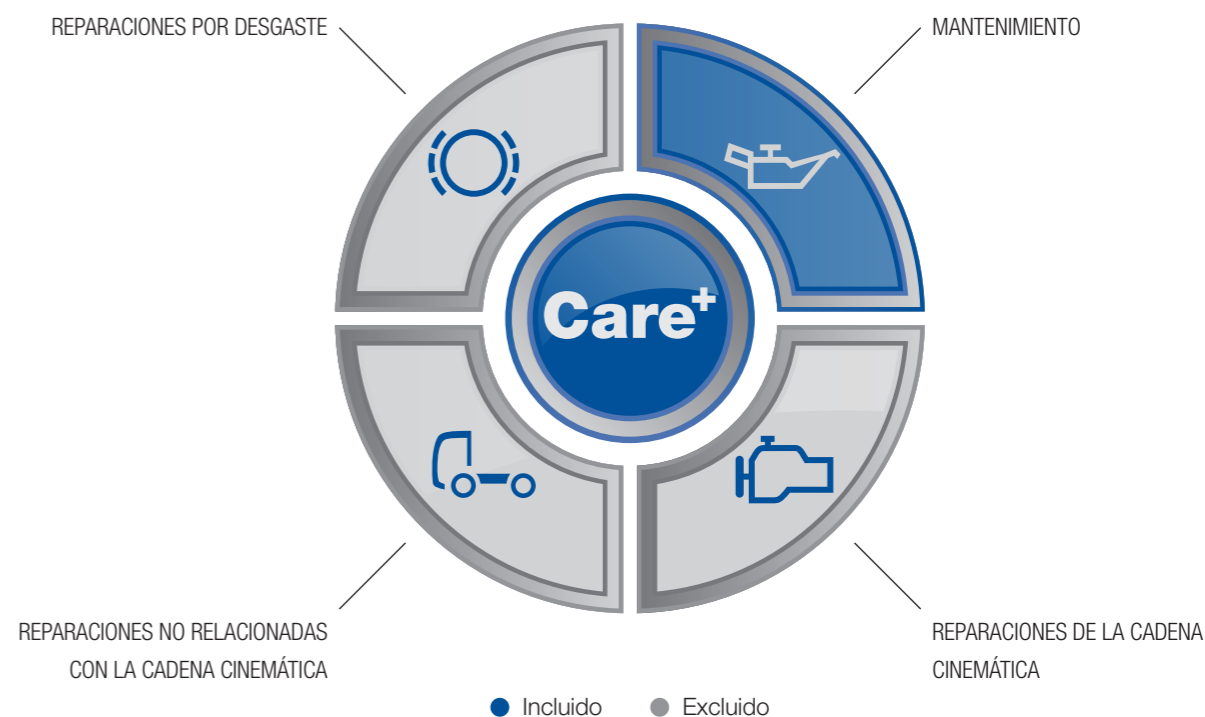 REPARACIONES POR DESGASTE
MANTENIMIENTO
Care+
REPARACIONES NO RELACIONADAS
CON LA CADENA CINEMÁTICA
REPARACIONES DE LA CADENA
CINEMÁTICA
Incluido
Excluido